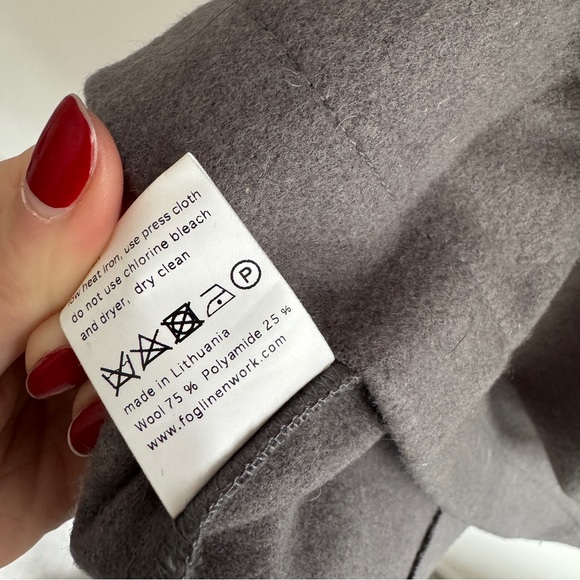 heat iron, use press cloth
do not use chlorine bleach
and dryer, dry clean
P
made in Lithuania
Wool 75 % Polyamide 25 %
www.foglinenwork.com